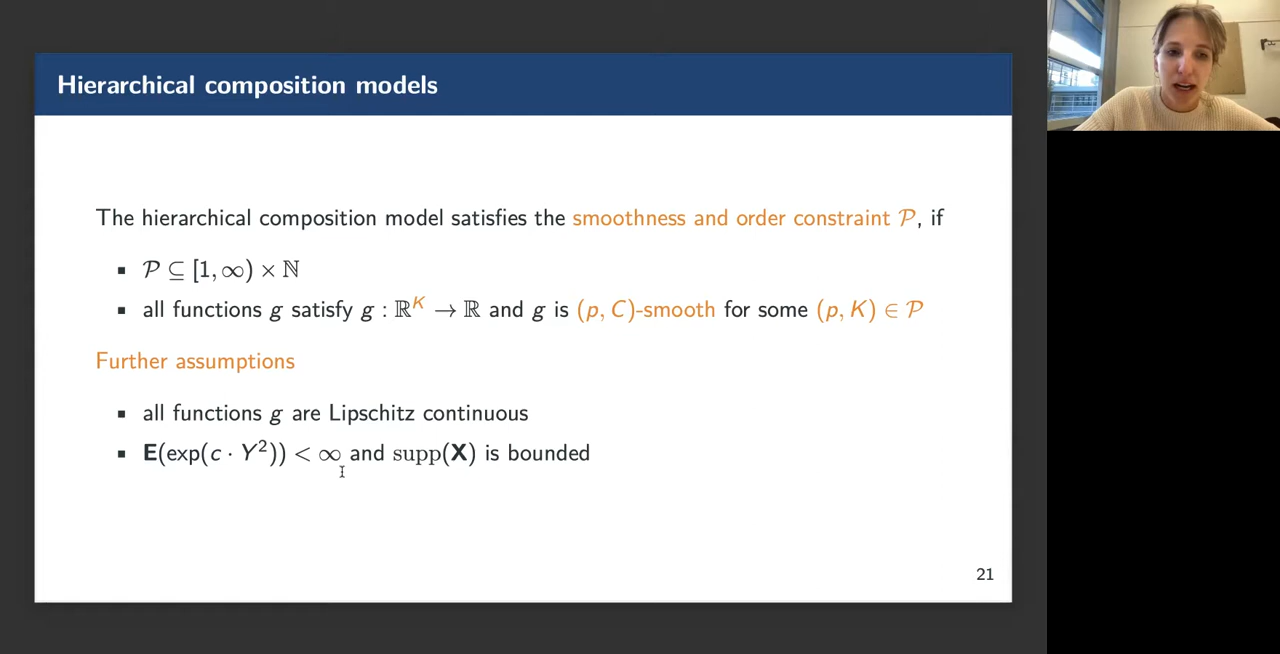 Hierarchical composition models
The hierarchical composition model satisfies the smoothness and order constraint 𝒫, if
▪ 𝒫 ⊆ [1, ∞) × ℕ
▪ all functions g satisfy g : ℝᴷ → ℝ and g is (p, C)-smooth for some (p, K) ∈ 𝒫
Further assumptions
▪ all functions g are Lipschitz continuous
▪ E(exp(c · Y²)) < ∞ and supp(X) is bounded
21